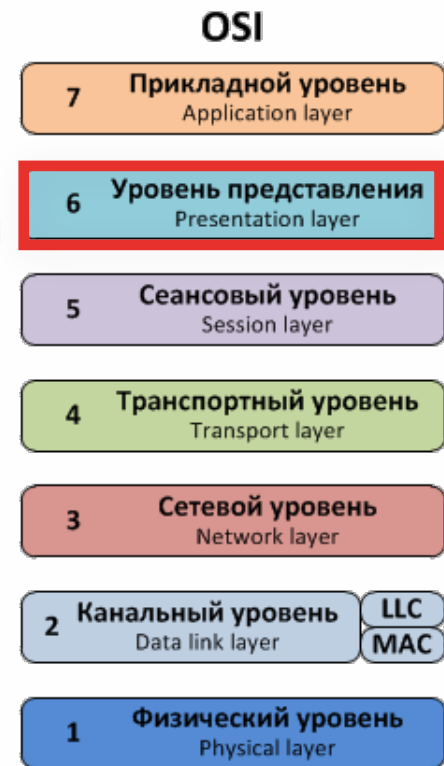 OSI
7 Прикладной уровень
Application layer
6 Уровень представления
Presentation layer
5 Сеансовый уровень
Session layer
4 Транспортный уровень
Transport layer
3 Сетевой уровень
Network layer
2 Канальный уровень LLC
Data link layer MAC
1 Физический уровень
Physical layer